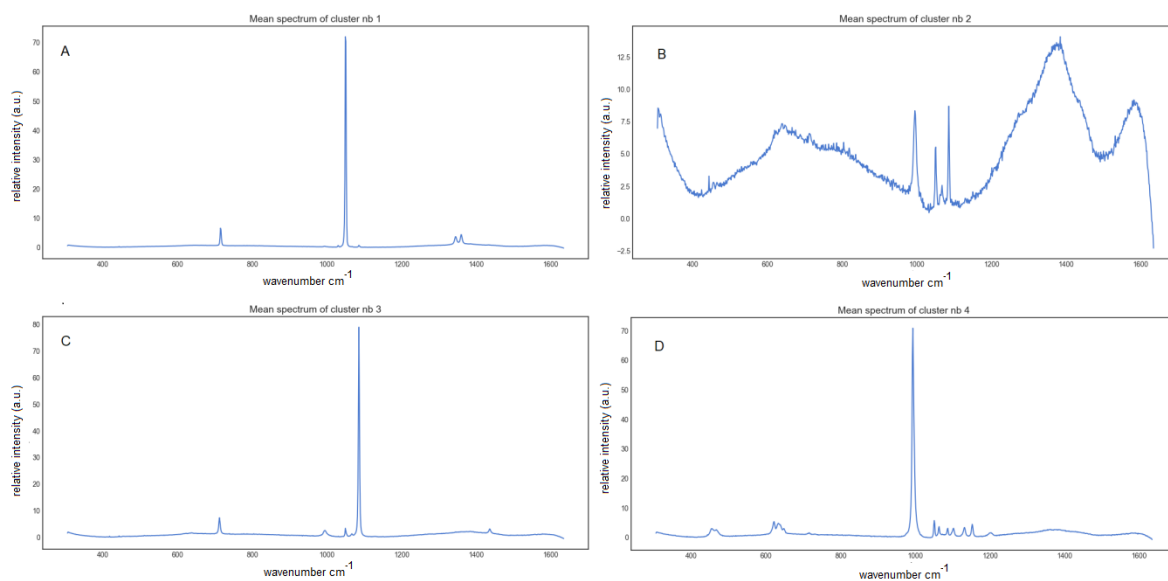 Mean spectrum of cluster nb 1
A
70
60
50
40
30
20
10
0
relative intensity (a.u.)
400 600 800 1000 1200 1400 1600
wavenumber cm-1
Mean spectrum of cluster nb 2
B
12.5
10.0
7.5
5.0
2.5
0.0
−2.5
relative intensity (a.u.)
400 600 800 1000 1200 1400 1600
wavenumber cm-1
Mean spectrum of cluster nb 3
C
80
70
60
50
40
30
20
10
0
relative intensity (a.u.)
400 600 800 1000 1200 1400 1600
wavenumber cm-1
Mean spectrum of cluster nb 4
D
70
60
50
40
30
20
10
0
relative intensity (a.u.)
400 600 800 1000 1200 1400 1600
wavenumber cm-1